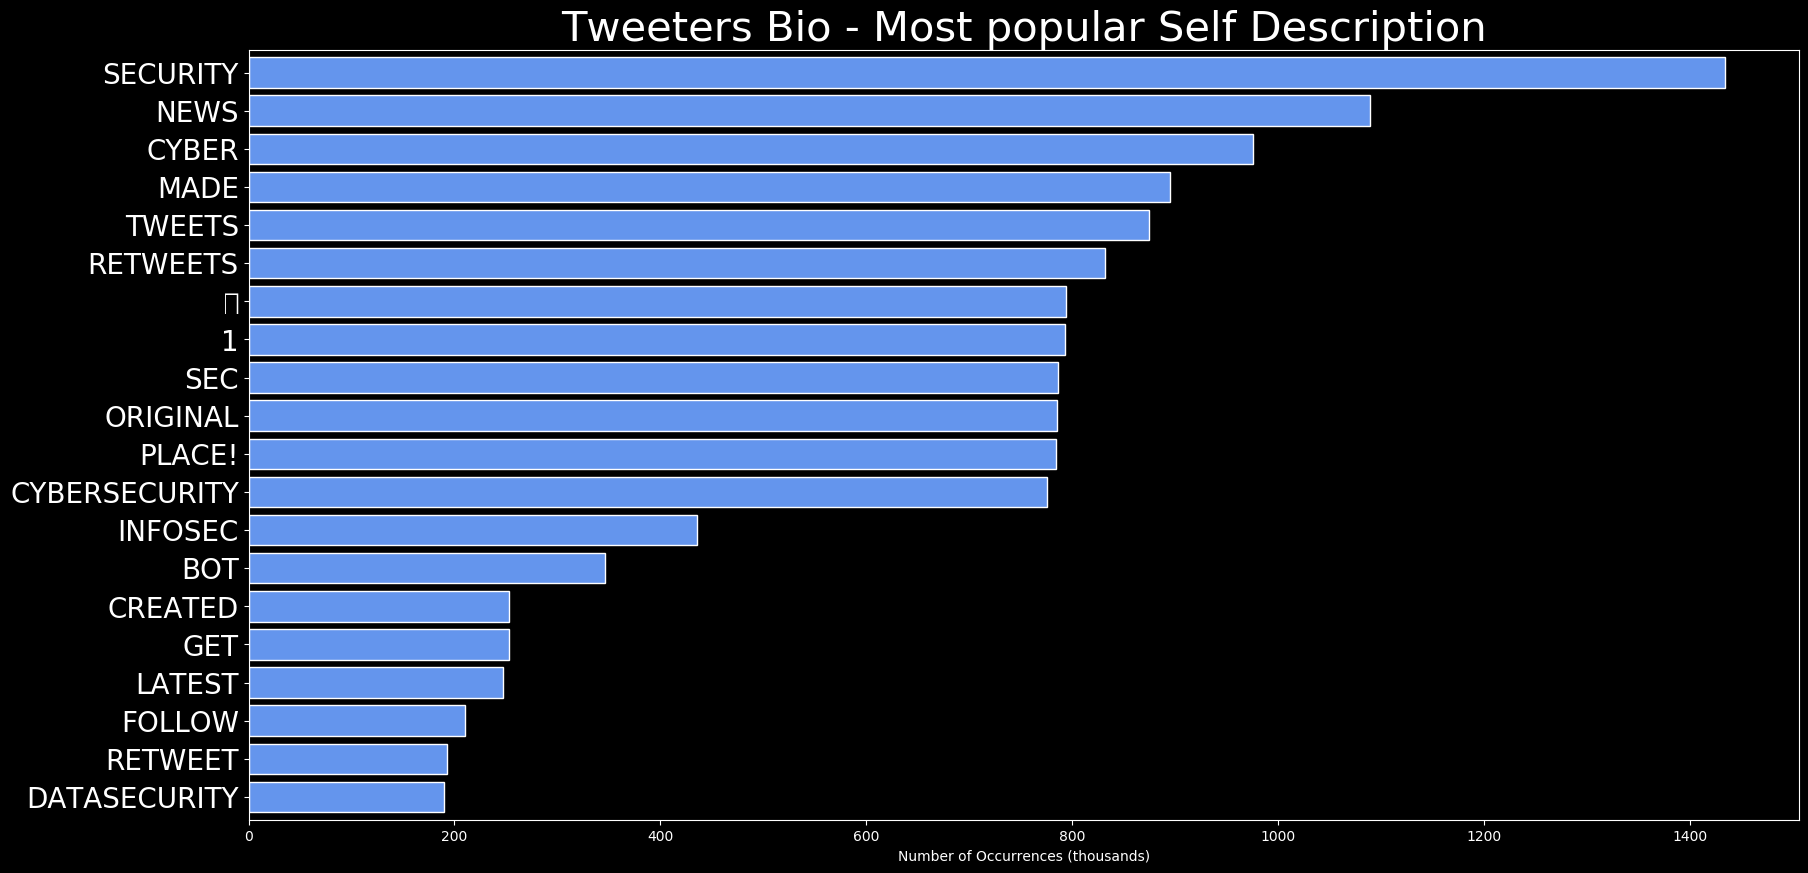 Tweeters Bio - Most popular Self Description
SECURITY
NEWS
CYBER
MADE
TWEETS
RETWEETS
1
SEC
ORIGINAL
PLACE!
CYBERSECURITY
INFOSEC
BOT
CREATED
GET
LATEST
FOLLOW
RETWEET
DATASECURITY
0 200 400 600 800 1000 1200 1400
Number of Occurrences (thousands)